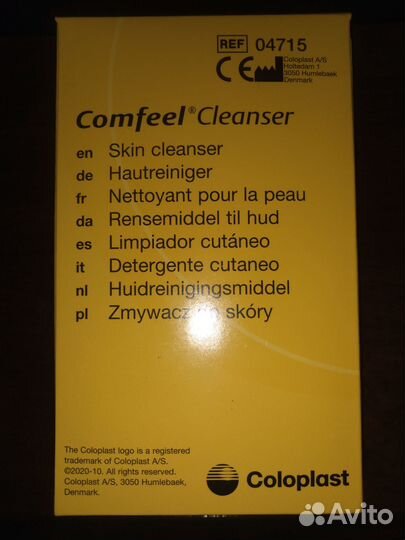 REF 04715
CE
Coloplast A/S
Holtedam 1
3050 Humlebaek
Denmark
Comfeel® Cleanser
en Skin cleanser
de Hautreiniger
fr Nettoyant pour la peau
da Rensemiddel til hud
es Limpiador cutáneo
it Detergente cutaneo
nl Huidreinigingsmiddel
pl Zmywacz do skóry
The Coloplast logo is a registered
trademark of Coloplast A/S.
©2020-10. All rights reserved.
Coloplast A/S, 3050 Humlebaek,
Denmark.
Coloplast
Avito